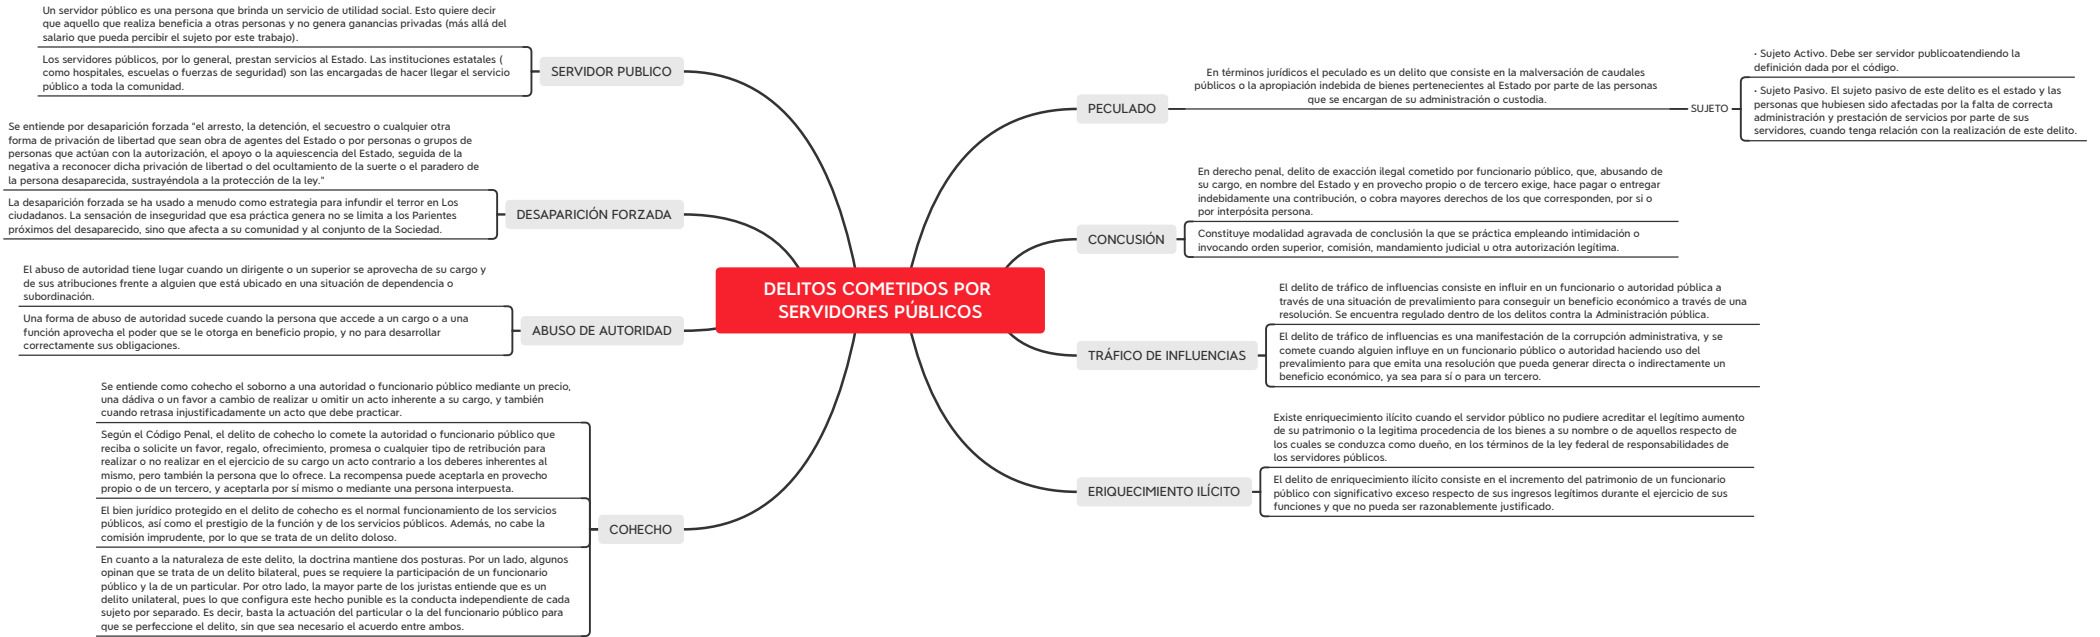 Un servidor público es una persona que brinda un servicio de utilidad social. Esto quiere decir
que aquello que realiza beneficia a otras personas y no genera ganancias privadas (más allá del
salario que pueda percibir el sujeto por este trabajo).
Los servidores públicos, por lo general, prestan servicios al Estado. Las instituciones estatales (
como hospitales, escuelas o fuerzas de seguridad) son las encargadas de hacer llegar el servicio
público a toda la comunidad.
SERVIDOR PUBLICO
Se entiende por desaparición forzada "el arresto, la detención, el secuestro o cualquier otra
forma de privación de libertad que sean obra de agentes del Estado o por personas o grupos de
personas que actúan con la autorización, el apoyo o la aquiescencia del Estado, seguida de la
negativa a reconocer dicha privación de libertad o del ocultamiento de la suerte o el paradero de
la persona desaparecida, sustrayéndola a la protección de la ley."
La desaparición forzada se ha usado a menudo como estrategia para infundir el terror en Los
ciudadanos. La sensación de inseguridad que esa práctica genera no se limita a los Parientes
próximos del desaparecido, sino que afecta a su comunidad y al conjunto de la Sociedad.
DESAPARICIÓN FORZADA
El abuso de autoridad tiene lugar cuando un dirigente o un superior se aprovecha de su cargo y
de sus atribuciones frente a alguien que está ubicado en una situación de dependencia o
subordinación.
Una forma de abuso de autoridad sucede cuando la persona que accede a un cargo o a una
función aprovecha el poder que se le otorga en beneficio propio, y no para desarrollar
correctamente sus obligaciones.
ABUSO DE AUTORIDAD
Se entiende como cohecho el soborno a una autoridad o funcionario público mediante un precio,
una dádiva o un favor a cambio de realizar u omitir un acto inherente a su cargo, y también
cuando retrasa injustificadamente un acto que debe practicar.
Según el Código Penal, el delito de cohecho lo comete la autoridad o funcionario público que
reciba o solicite un favor, regalo, ofrecimiento, promesa o cualquier tipo de retribución para
realizar o no realizar en el ejercicio de su cargo un acto contrario a los deberes inherentes al
mismo, pero también la persona que lo ofrece. La recompensa puede aceptarla en provecho
propio o de un tercero, y aceptarla por sí mismo o mediante una persona interpuesta.
El bien jurídico protegido en el delito de cohecho es el normal funcionamiento de los servicios
públicos, así como el prestigio de la función y de los servicios públicos. Además, no cabe la
comisión imprudente, por lo que se trata de un delito doloso.
En cuanto a la naturaleza de este delito, la doctrina mantiene dos posturas. Por un lado, algunos
opinan que se trata de un delito bilateral, pues se requiere la participación de un funcionario
público y la de un particular. Por otro lado, la mayor parte de los juristas entiende que es un
delito unilateral, pues lo que configura este hecho punible es la conducta independiente de cada
sujeto por separado. Es decir, basta la actuación del particular o la del funcionario público para
que se perfeccione el delito, sin que sea necesario el acuerdo entre ambos.
COHECHO
DELITOS COMETIDOS POR
SERVIDORES PÚBLICOS
PECULADO
En términos jurídicos el peculado es un delito que consiste en la malversación de caudales
públicos o la apropiación indebida de bienes pertenecientes al Estado por parte de las personas
que se encargan de su administración o custodia.
SUJETO
• Sujeto Activo. Debe ser servidor publicoatendiendo la
definición dada por el código.
• Sujeto Pasivo. El sujeto pasivo de este delito es el estado y las
personas que hubiesen sido afectadas por la falta de correcta
administración y prestación de servicios por parte de sus
servidores, cuando tenga relación con la realización de este delito.
CONCUSIÓN
En derecho penal, delito de exacción ilegal cometido por funcionario público, que, abusando de
su cargo, en nombre del Estado y en provecho propio o de tercero exige, hace pagar o entregar
indebidamente una contribución, o cobra mayores derechos de los que corresponden, por si o
por interpósita persona.
Constituye modalidad agravada de conclusión la que se práctica empleando intimidación o
invocando orden superior, comisión, mandamiento judicial u otra autorización legítima.
TRÁFICO DE INFLUENCIAS
El delito de tráfico de influencias consiste en influir en un funcionario o autoridad pública a
través de una situación de prevalimiento para conseguir un beneficio económico a través de una
resolución. Se encuentra regulado dentro de los delitos contra la Administración pública.
El delito de tráfico de influencias es una manifestación de la corrupción administrativa, y se
comete cuando alguien influye en un funcionario público o autoridad haciendo uso del
prevalimiento para que emita una resolución que pueda generar directa o indirectamente un
beneficio económico, ya sea para sí o para un tercero.
ERIQUECIMIENTO ILÍCITO
Existe enriquecimiento ilícito cuando el servidor público no pudiere acreditar el legítimo aumento
de su patrimonio o la legitima procedencia de los bienes a su nombre o de aquellos respecto de
los cuales se conduzca como dueño, en los términos de la ley federal de responsabilidades de
los servidores públicos.
El delito de enriquecimiento ilícito consiste en el incremento del patrimonio de un funcionario
público con significativo exceso respecto de sus ingresos legítimos durante el ejercicio de sus
funciones y que no pueda ser razonablemente justificado.